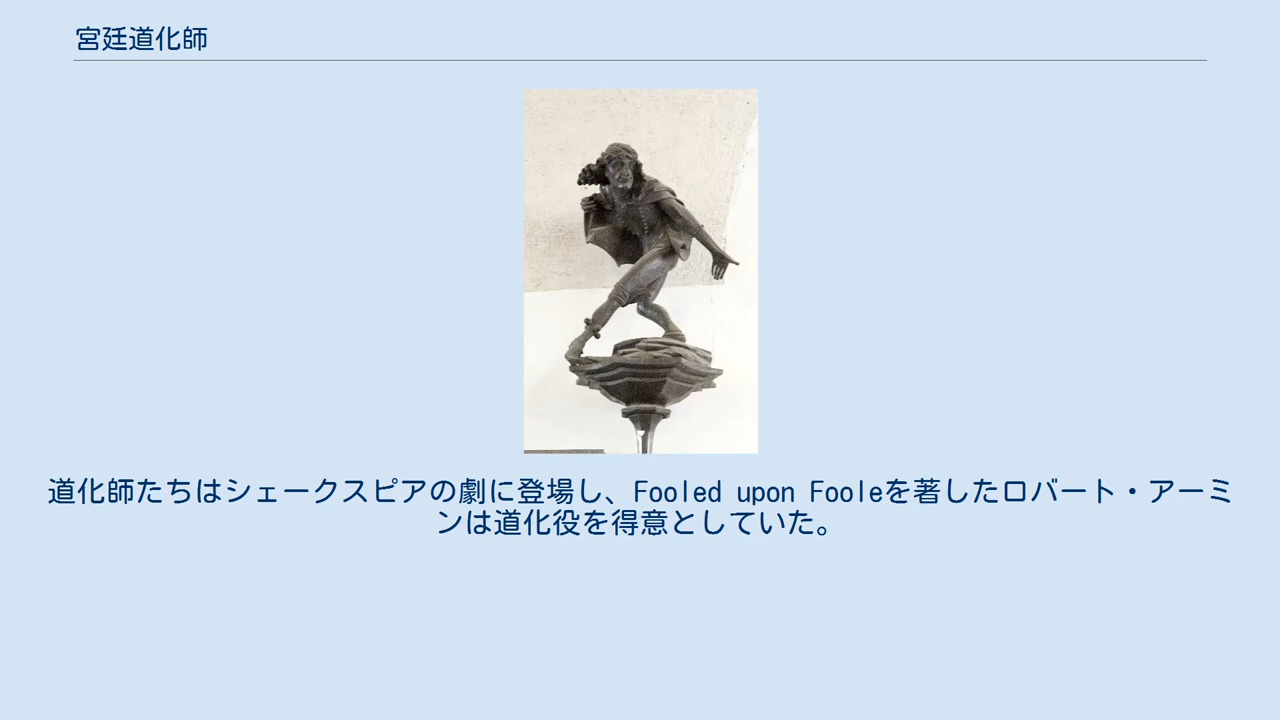 宮廷道化師
道化師たちはシェークスピアの劇に登場し、Fooled upon Fooleを著したロバート・アーミ
ンは道化役を得意としていた。